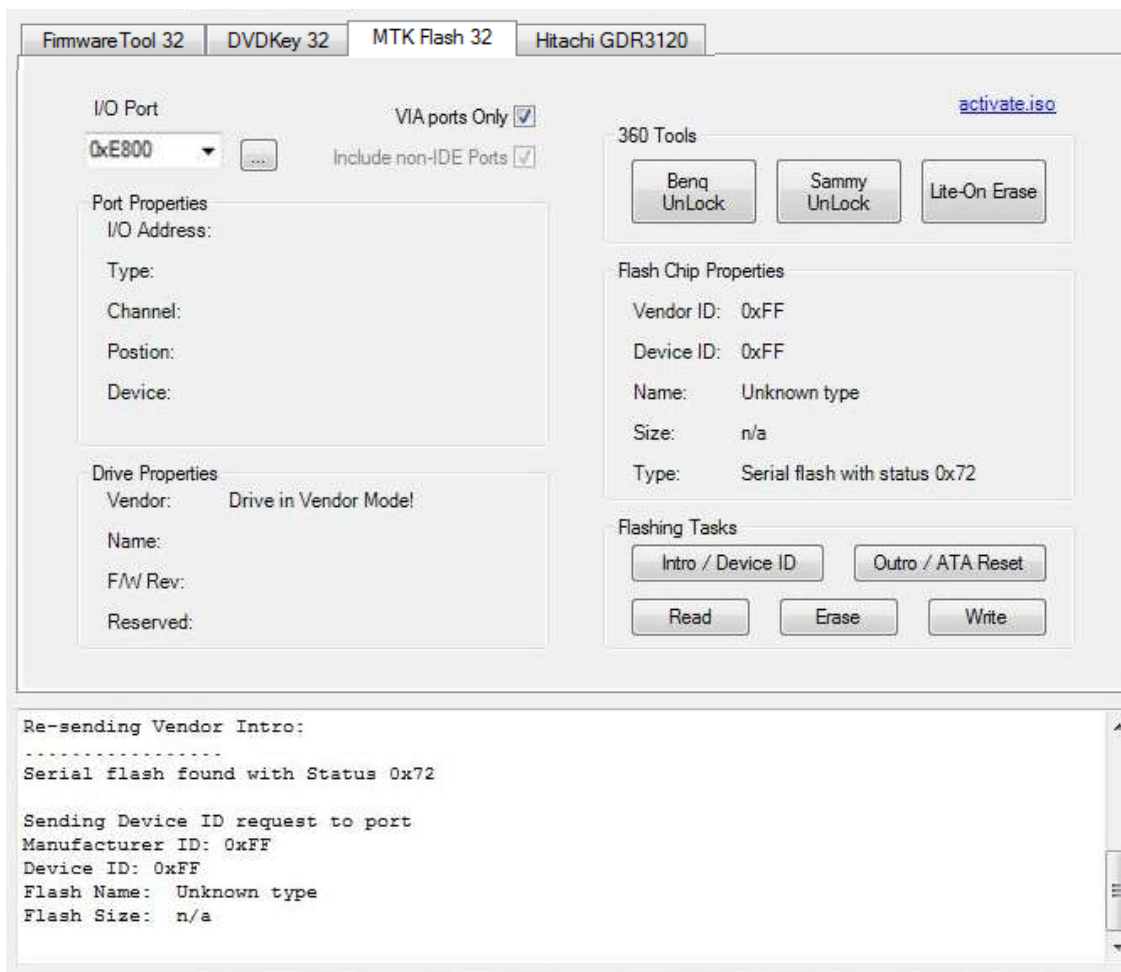 FirmwareTool 32 DVDKey 32 MTK Flash 32 Hitachi GDR3120
I/O Port
VIA ports Only
activate.iso
0xE800
...
Include non-IDE Ports
360 Tools
Benq
UnLock
Sammy
UnLock
Lite-On Erase
Port Properties
I/O Address:
Type:
Channel:
Postion:
Device:
Flash Chip Properties
Vendor ID: 0xFF
Device ID: 0xFF
Name: Unknown type
Size: n/a
Type: Serial flash with status 0x72
Drive Properties
Vendor: Drive in Vendor Mode!
Name:
F/W Rev:
Reserved:
Flashing Tasks
Intro / Device ID Outro / ATA Reset
Read Erase Write
Re-sending Vendor Intro:
.................
Serial flash found with Status 0x72
Sending Device ID request to port
Manufacturer ID: 0xFF
Device ID: 0xFF
Flash Name:  Unknown type
Flash Size:  n/a